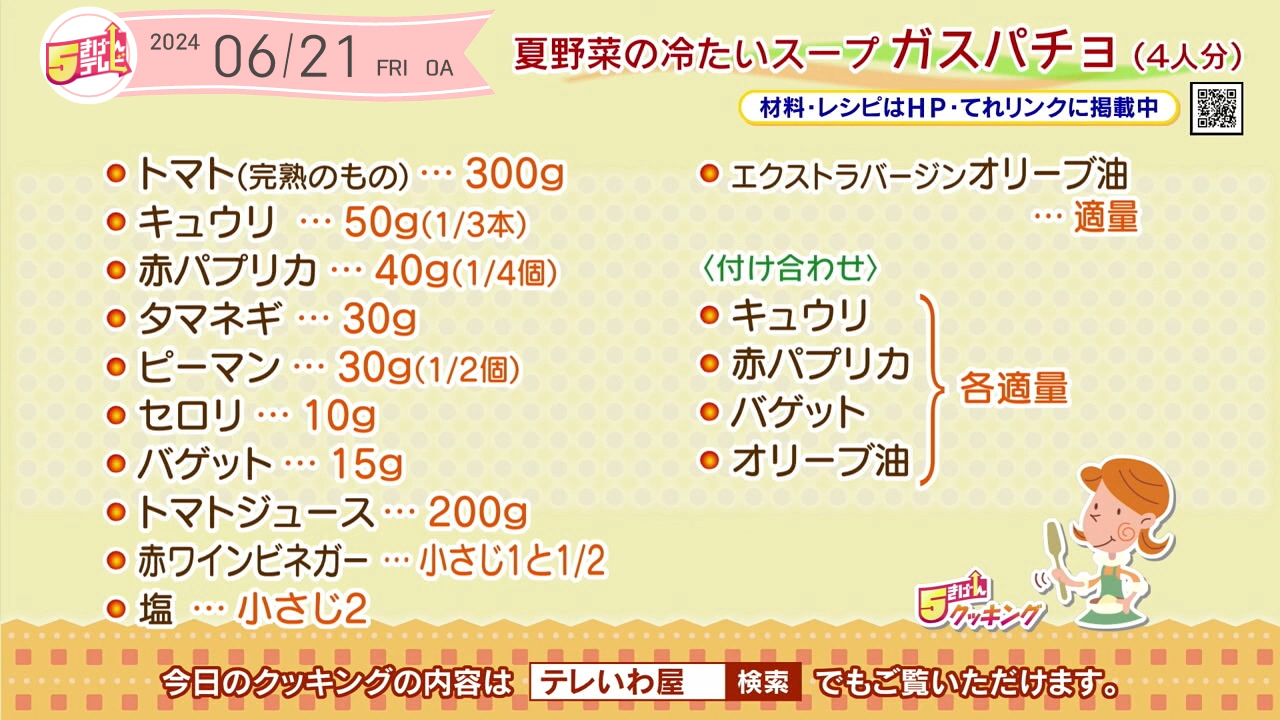 5きげんテレビ
2024 06/21 FRI OA
夏野菜の冷たいスープ ガスパチョ（4人分）
材料・レシピはHP・てれリンクに掲載中
トマト(完熟のもの) … 300g
キュウリ … 50g(1/3本)
赤パプリカ … 40g(1/4個)
タマネギ … 30g
ピーマン … 30g(1/2個)
セロリ … 10g
バゲット … 15g
トマトジュース … 200g
赤ワインビネガー … 小さじ1と1/2
塩 … 小さじ2
エクストラバージンオリーブ油
… 適量
〈付け合わせ〉
キュウリ
赤パプリカ
バゲット
オリーブ油
各適量
5きげんクッキング
今日のクッキングの内容は テレいわ屋 検索 でもご覧いただけます。